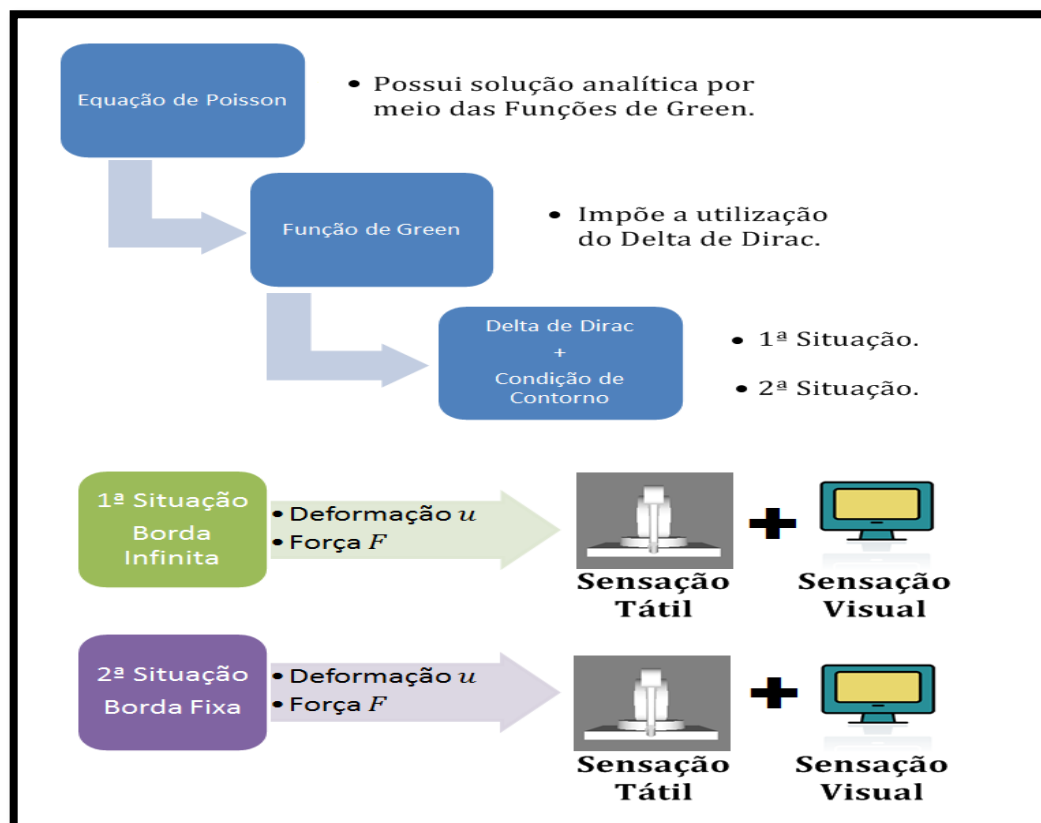 Equação de Poisson
• Possui solução analítica por
meio das Funções de Green.
Função de Green
• Impõe a utilização
do Delta de Dirac.
Delta de Dirac
+
Condição de
Contorno
• 1ª Situação.
• 2ª Situação.
1ª Situação
Borda
Infinita
• Deformação u
• Força F
Sensação
Tátil
+
Sensação
Visual
2ª Situação
Borda Fixa
• Deformação u
• Força F
Sensação
Tátil
+
Sensação
Visual